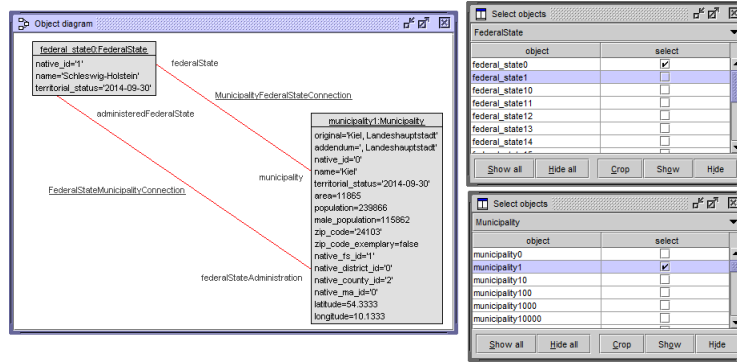 Object diagram
federal_state0:FederalState
native_id='1'
name='Schleswig-Holstein'
territorial_status='2014-09-30'
federalState
MunicipalityFederalStateConnection
administeredFederalState
municipality1:Municipality
original='Kiel, Landeshauptstadt'
addendum=', Landeshauptstadt'
native_id='0'
name='Kiel'
territorial_status='2014-09-30'
area=11865
population=239866
male_population=115862
zip_code='24103'
zip_code_exemplary=false
native_fs_id='1'
native_district_id='0'
native_county_id='2'
native_ma_id='0'
latitude=54.3333
longitude=10.1333
municipality
FederalStateMunicipalityConnection
federalStateAdministration
Select objects
FederalState
object select
federal_state0
federal_state1
federal_state10
federal_state11
federal_state12
federal_state13
federal_state14
Show all Hide all Crop Show Hide
Select objects
Municipality
object select
municipality0
municipality1
municipality10
municipality100
municipality1000
municipality10000
Show all Hide all Crop Show Hide